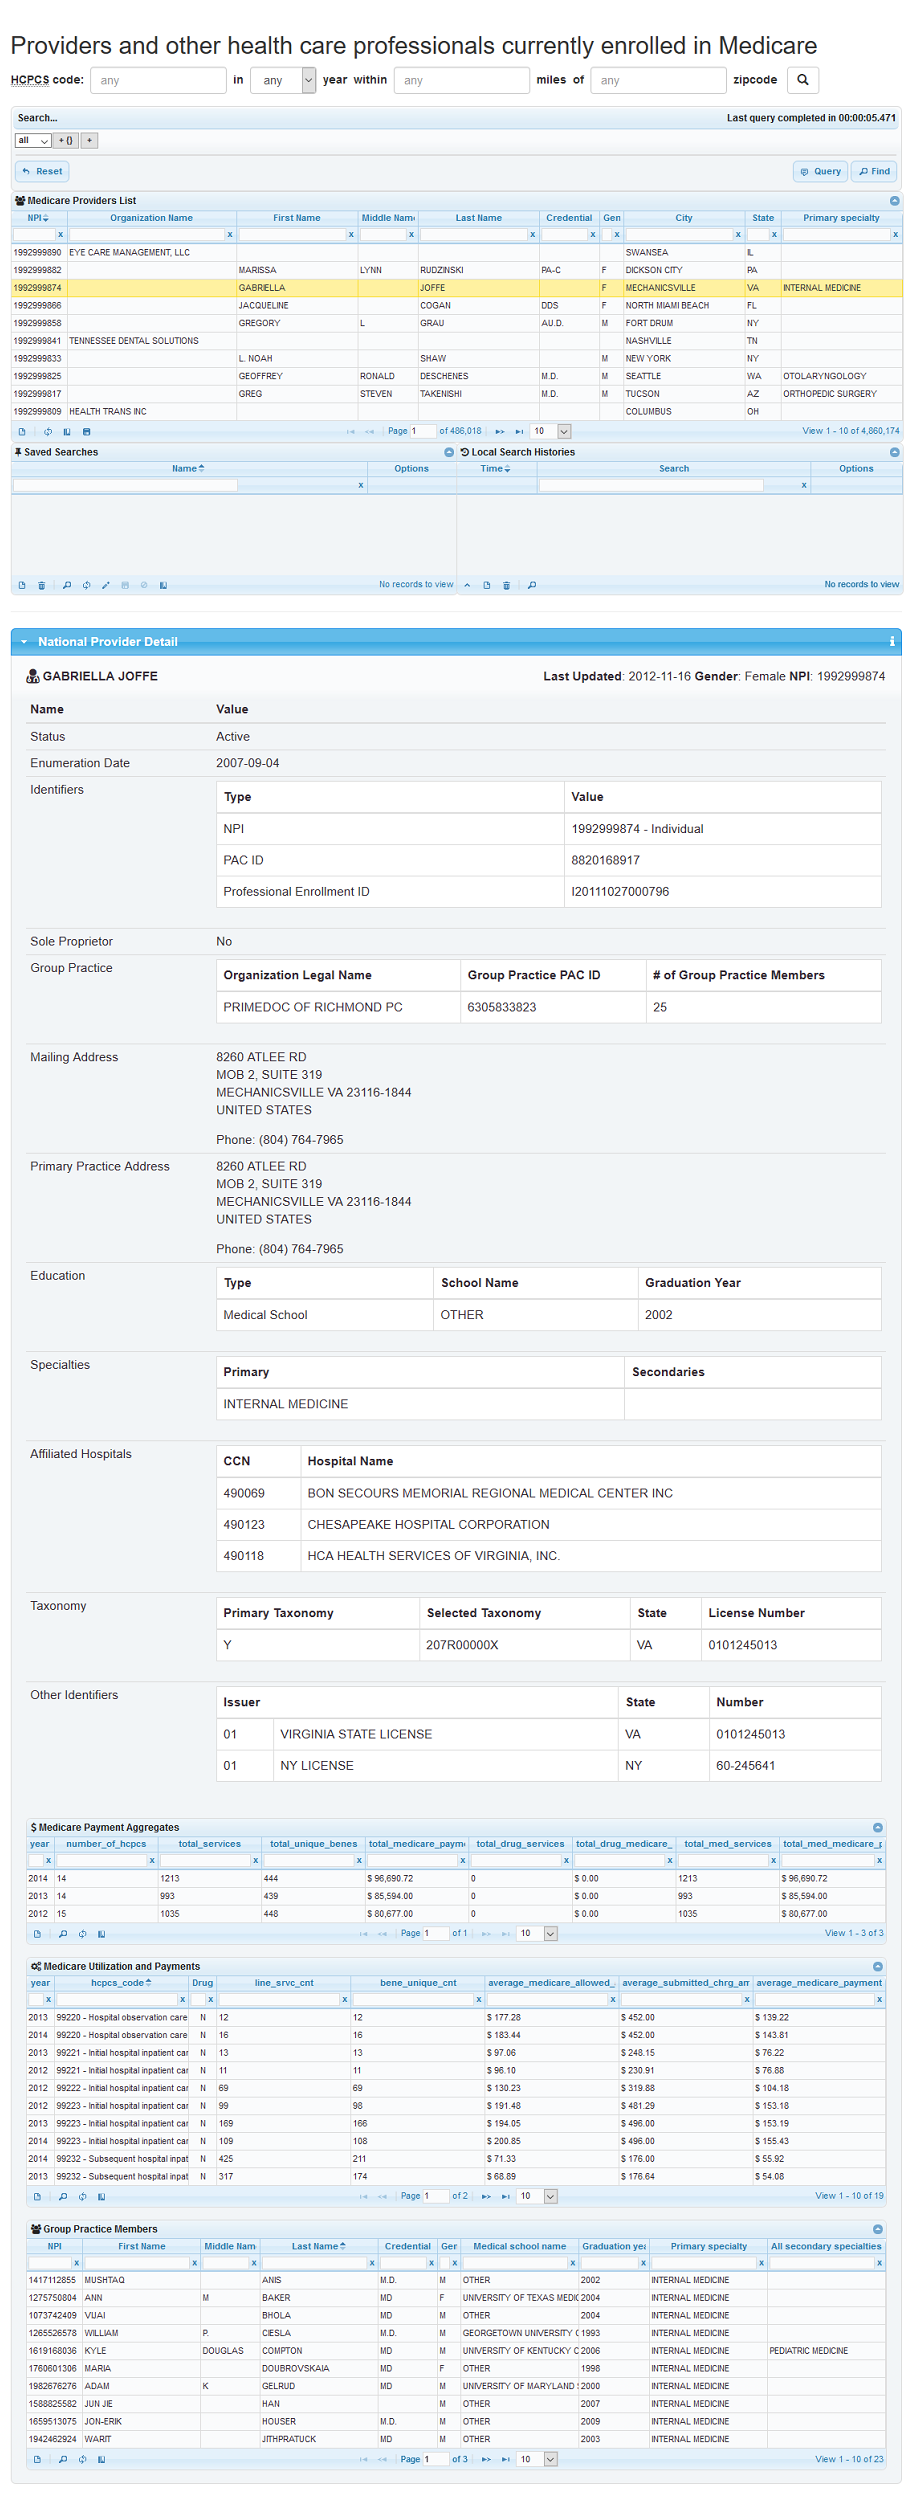 Providers and other health care professionals currently enrolled in Medicare
HCPCS code: any in any year within any miles of any zipcode
Search... Last query completed in 00:00:05.471
all + {} +
Reset Query Find
Medicare Providers List
NPI Organization Name First Name Middle Nam Last Name Credential Gen City State Primary specialty
x x x x x x x x x x
1992999890 EYE CARE MANAGEMENT, LLC SWANSEA IL
1992999882 MARISSA LYNN RUDZINSKI PA-C F DICKSON CITY PA
1992999874 GABRIELLA JOFFE F MECHANICSVILLE VA INTERNAL MEDICINE
1992999866 JACQUELINE COGAN DDS F NORTH MIAMI BEACH FL
1992999858 GREGORY L GRAU AU.D. M FORT DRUM NY
1992999841 TENNESSEE DENTAL SOLUTIONS NASHVILLE TN
1992999833 L. NOAH SHAW M NEW YORK NY
1992999825 GEOFFREY RONALD DESCHENES M.D. M SEATTLE WA OTOLARYNGOLOGY
1992999817 GREG STEVEN TAKENISHI M.D. M TUCSON AZ ORTHOPEDIC SURGERY
1992999809 HEALTH TRANS INC COLUMBUS OH
Page 1 of 486,018 10 View 1 - 10 of 4,860,174
Saved Searches Local Search Histories
Name Options Time Search Options
x x
No records to view No records to view
National Provider Detail
GABRIELLA JOFFE Last Updated: 2012-11-16 Gender: Female NPI: 1992999874
Name Value
Status Active
Enumeration Date 2007-09-04
Identifiers Type Value
NPI 1992999874 - Individual
PAC ID 8820168917
Professional Enrollment ID I20111027000796
Sole Proprietor No
Group Practice Organization Legal Name Group Practice PAC ID # of Group Practice Members
PRIMEDOC OF RICHMOND PC 6305833823 25
Mailing Address 8260 ATLEE RD
MOB 2, SUITE 319
MECHANICSVILLE VA 23116-1844
UNITED STATES
Phone: (804) 764-7965
Primary Practice Address 8260 ATLEE RD
MOB 2, SUITE 319
MECHANICSVILLE VA 23116-1844
UNITED STATES
Phone: (804) 764-7965
Education Type School Name Graduation Year
Medical School OTHER 2002
Specialties Primary Secondaries
INTERNAL MEDICINE
Affiliated Hospitals CCN Hospital Name
490069 BON SECOURS MEMORIAL REGIONAL MEDICAL CENTER INC
490123 CHESAPEAKE HOSPITAL CORPORATION
490118 HCA HEALTH SERVICES OF VIRGINIA, INC.
Taxonomy Primary Taxonomy Selected Taxonomy State License Number
Y 207R00000X VA 0101245013
Other Identifiers Issuer State Number
01 VIRGINIA STATE LICENSE VA 0101245013
01 NY LICENSE NY 60-245641
$ Medicare Payment Aggregates
year number_of_hcpcs total_services total_unique_benes total_medicare_paym total_drug_services total_drug_medicare_ total_med_services total_med_medicare_p
x x x x x x x x x
2014 14 1213 444 $ 96,690.72 0 $ 0.00 1213 $ 96,690.72
2013 14 993 439 $ 85,594.00 0 $ 0.00 993 $ 85,594.00
2012 15 1035 448 $ 80,677.00 0 $ 0.00 1035 $ 80,677.00
Page 1 of 1 10 View 1 - 3 of 3
Medicare Utilization and Payments
year hcpcs_code Drug line_srvc_cnt bene_unique_cnt average_medicare_allowed_ average_submitted_chrg_am average_medicare_payment
x x x x x x x x
2013 99220 - Hospital observation care N 12 12 $ 177.28 $ 452.00 $ 139.22
2014 99220 - Hospital observation care N 16 16 $ 183.44 $ 452.00 $ 143.81
2013 99221 - Initial hospital inpatient car N 13 13 $ 97.06 $ 248.15 $ 76.22
2012 99221 - Initial hospital inpatient car N 11 11 $ 96.10 $ 230.91 $ 76.88
2012 99222 - Initial hospital inpatient car N 69 69 $ 130.23 $ 319.88 $ 104.18
2012 99223 - Initial hospital inpatient car N 99 98 $ 191.48 $ 481.29 $ 153.18
2013 99223 - Initial hospital inpatient car N 169 166 $ 194.05 $ 496.00 $ 153.19
2014 99223 - Initial hospital inpatient car N 109 108 $ 200.85 $ 496.00 $ 155.43
2014 99232 - Subsequent hospital inpat N 425 211 $ 71.33 $ 176.00 $ 55.92
2013 99232 - Subsequent hospital inpat N 317 174 $ 68.89 $ 176.64 $ 54.08
Page 1 of 2 10 View 1 - 10 of 19
Group Practice Members
NPI First Name Middle Nam Last Name Credential Ger Medical school name Graduation yea Primary specialty All secondary specialties
x x x x x x x x x x
1417112855 MUSHTAQ ANIS M.D. M OTHER 2002 INTERNAL MEDICINE
1275750804 ANN M BAKER MD F UNIVERSITY OF TEXAS MEDIC 2004 INTERNAL MEDICINE
1073742409 VIJAI BHOLA MD M OTHER 2004 INTERNAL MEDICINE
1265526578 WILLIAM P. CIESLA M.D. M GEORGETOWN UNIVERSITY C 1993 INTERNAL MEDICINE
1619168036 KYLE DOUGLAS COMPTON MD M UNIVERSITY OF KENTUCKY C 2006 INTERNAL MEDICINE PEDIATRIC MEDICINE
1760601306 MARIA DOUBROVSKAIA MD F OTHER 1998 INTERNAL MEDICINE
1982676276 ADAM K GELRUD MD M UNIVERSITY OF MARYLAND S 2000 INTERNAL MEDICINE
1588825582 JUN JIE HAN M OTHER 2007 INTERNAL MEDICINE
1659513075 JON-ERIK HOUSER M.D. M OTHER 2009 INTERNAL MEDICINE
1942462924 WARIT JITHPRATUCK MD M OTHER 2003 INTERNAL MEDICINE
Page 1 of 3 10 View 1 - 10 of 23